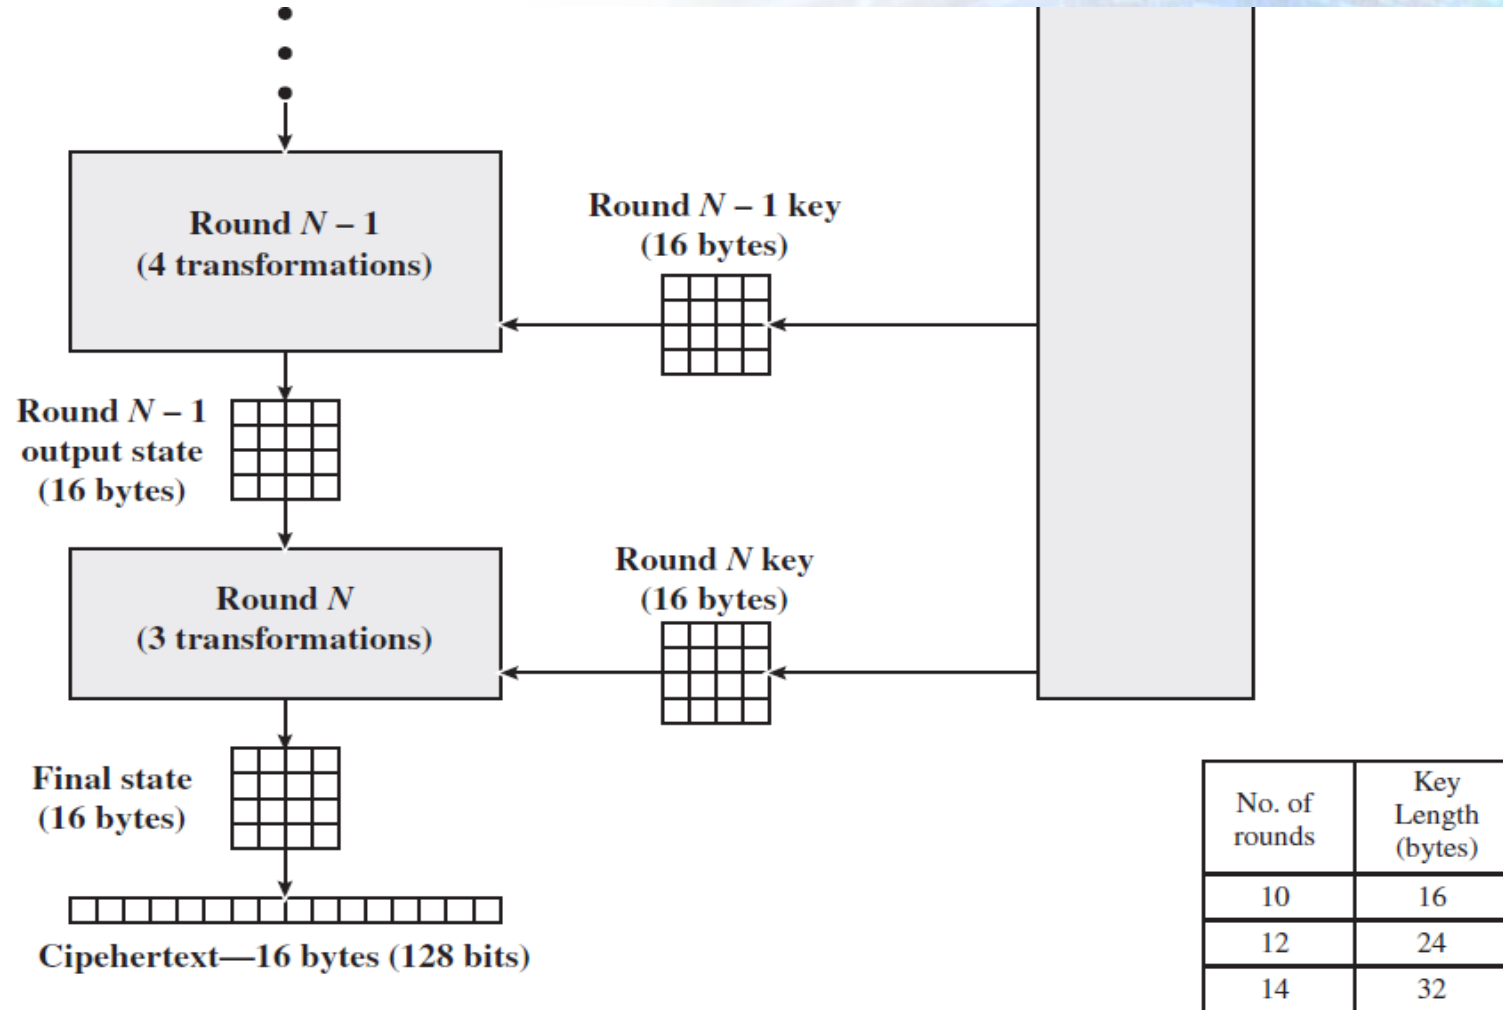 Round N – 1
(4 transformations)
Round N – 1 key
(16 bytes)
Round N – 1
output state
(16 bytes)
Round N
(3 transformations)
Round N key
(16 bytes)
Final state
(16 bytes)
Cipehertext—16 bytes (128 bits)
No. of
rounds
Key
Length
(bytes)
10 16
12 24
14 32